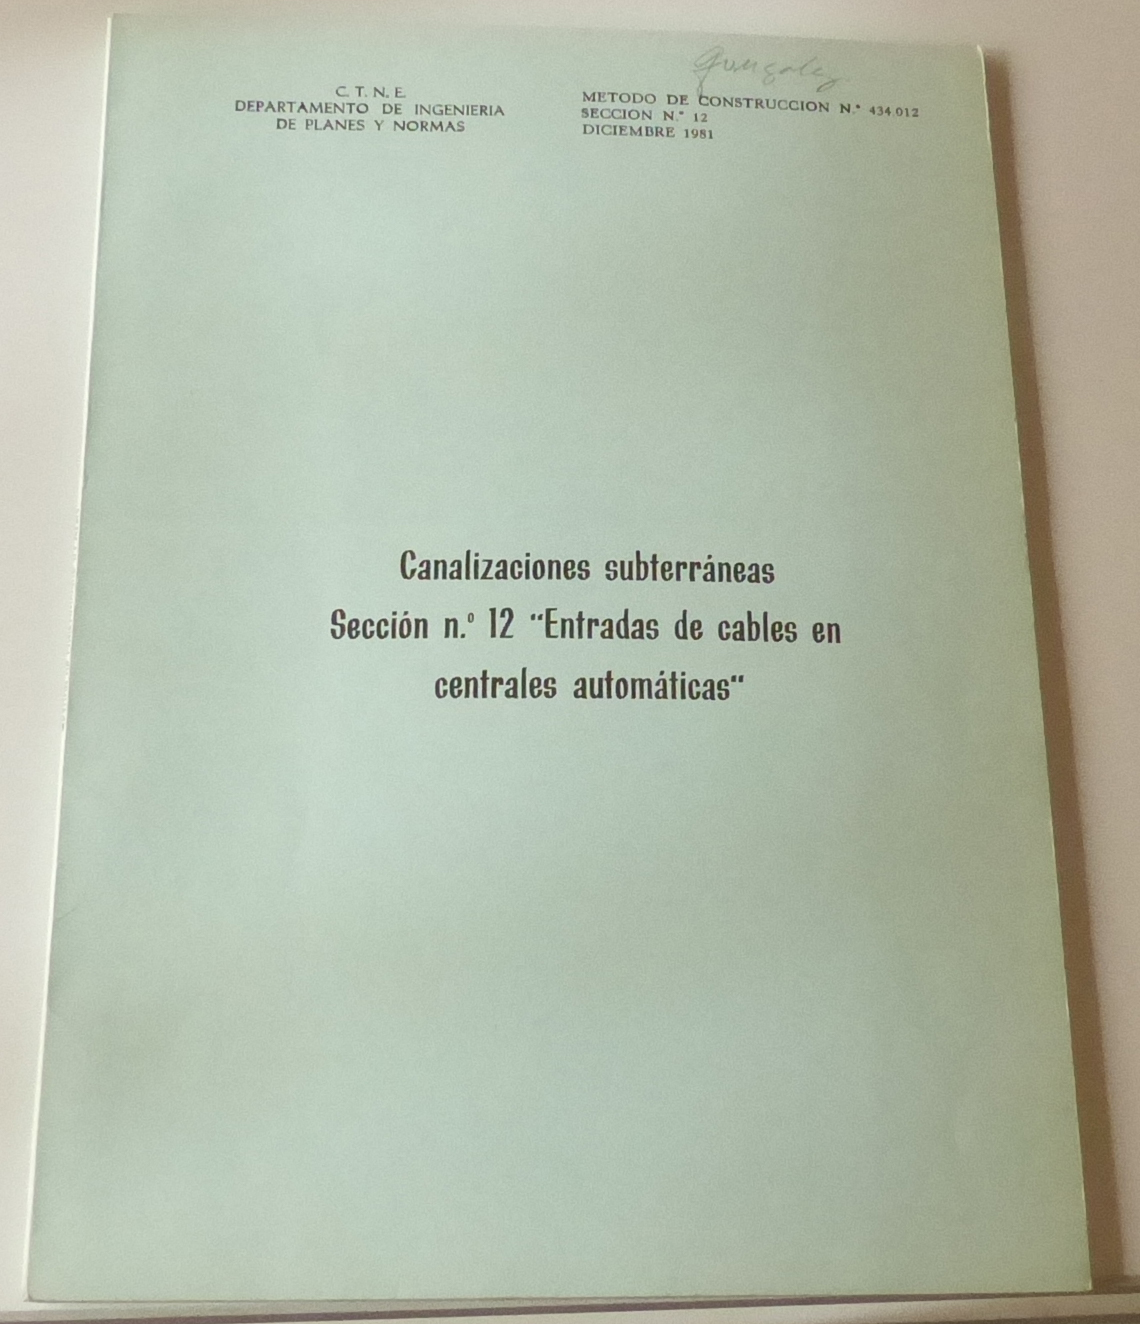 Gonzalez
C. T. N. E.
DEPARTAMENTO DE INGENIERIA
DE PLANES Y NORMAS
METODO DE CONSTRUCCION N.º 434.012
SECCION N.º 12
DICIEMBRE 1981
Canalizaciones subterráneas
Sección n.º 12 “Entradas de cables en
centrales automáticas“